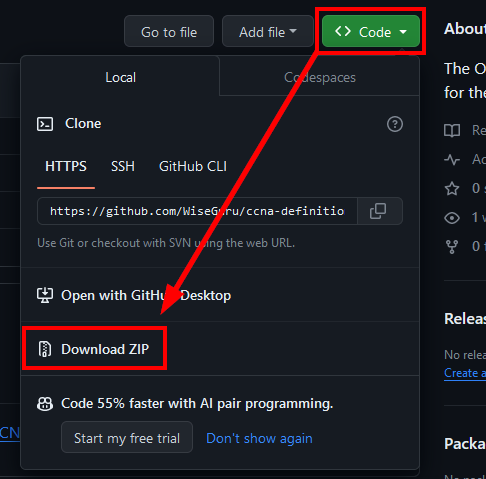 Go to file
Add file
<> Code
About
Local
Codespaces
The O
for the
Clone
Re
HTTPS
SSH
GitHub CLI
Ac
0 s
https://github.com/WiseGuru/ccna-definitio
1 w
Use Git or checkout with SVN using the web URL.
0 f
Open with GitHub Desktop
Releas
Download ZIP
No relea
Create a
Code 55% faster with AI pair programming.
CN
Start my free trial
Don't show again
Packa